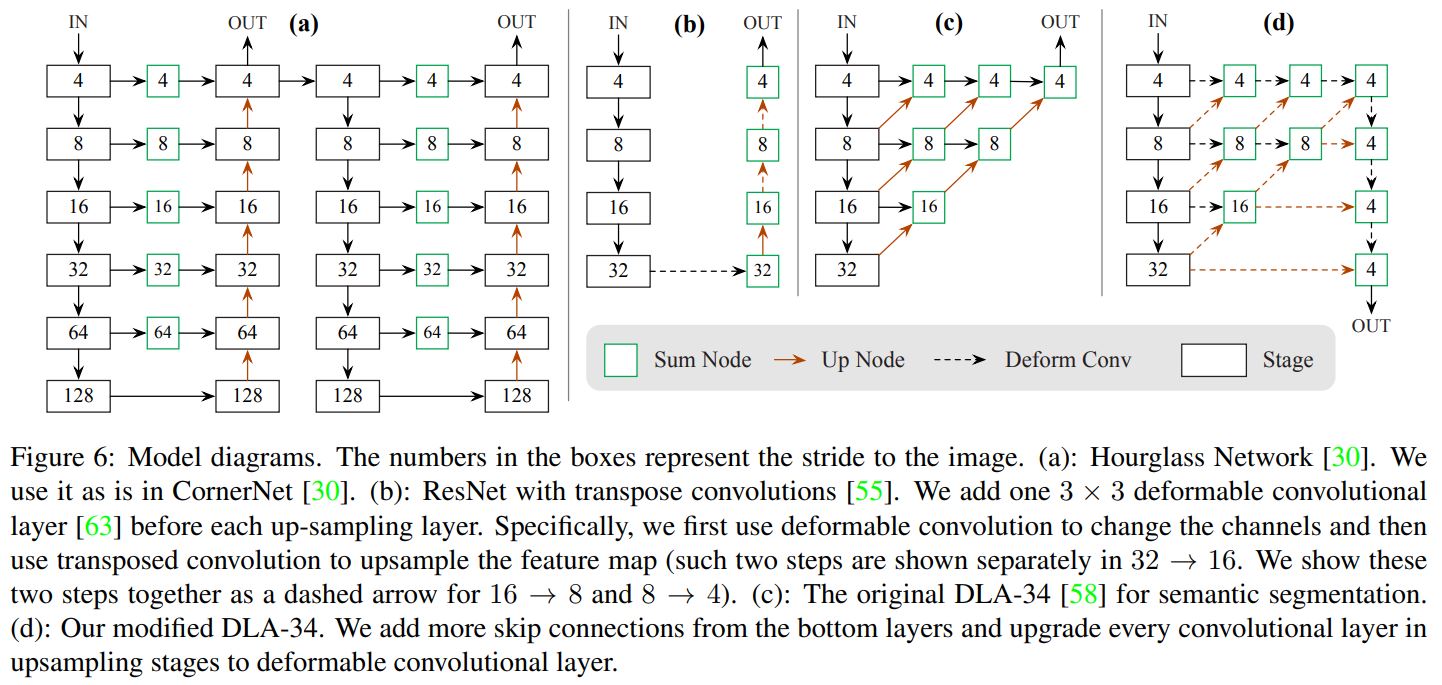 IN OUT (a) OUT IN (b) OUT IN (c) OUT IN (d)
4 4 4 4 4 4 4 4 4 4 4 4 4 4 4 4
8 8 8 8 8 8 8 8 8 8 8 8 8 8 4
16 16 16 16 16 16 16 16 16 16 16 16 4
32 32 32 32 32 32 32 32 32 32 4
OUT
64 64 64 64 64 64
Sum Node Up Node Deform Conv Stage
128 128 128 128
Figure 6: Model diagrams. The numbers in the boxes represent the stride to the image. (a): Hourglass Network [30]. We
use it as is in CornerNet [30]. (b): ResNet with transpose convolutions [55]. We add one 3 × 3 deformable convolutional
layer [63] before each up-sampling layer. Specifically, we first use deformable convolution to change the channels and then
use transposed convolution to upsample the feature map (such two steps are shown separately in 32 → 16. We show these
two steps together as a dashed arrow for 16 → 8 and 8 → 4). (c): The original DLA-34 [58] for semantic segmentation.
(d): Our modified DLA-34. We add more skip connections from the bottom layers and upgrade every convolutional layer in
upsampling stages to deformable convolutional layer.